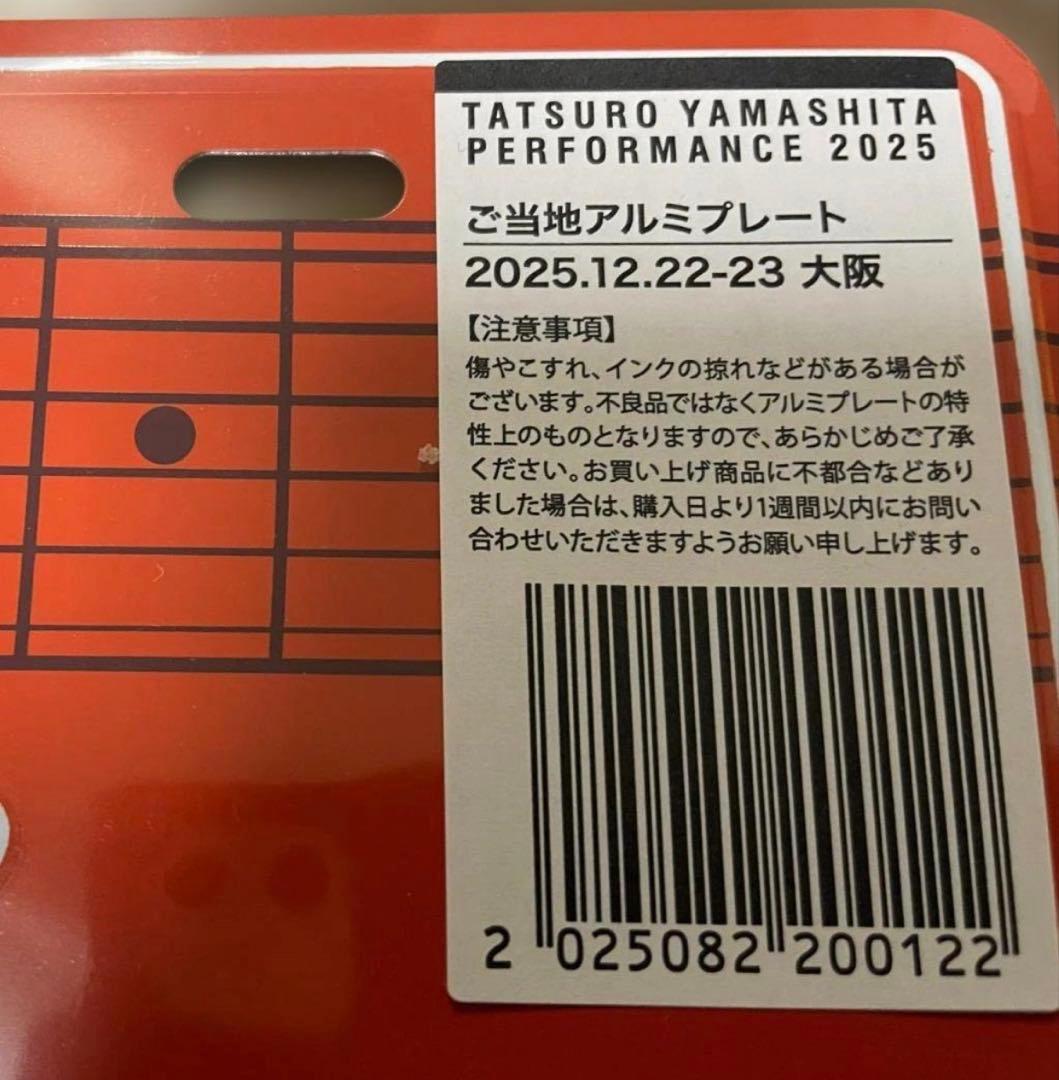 TATSURO YAMASHITA
PERFORMANCE 2025
ご当地アルミプレート
2025.12.22-23 大阪
【注意事項】
傷やこすれ、インクの掠れなどがある場合が
ございます。不良品ではなくアルミプレートの特
性上のものとなりますので、あらかじめご了承
ください。お買い上げ商品に不都合などあり
ました場合は、購入日より1週間以内にお問い
合わせいただきますようお願い申し上げます。
2 025082 200122